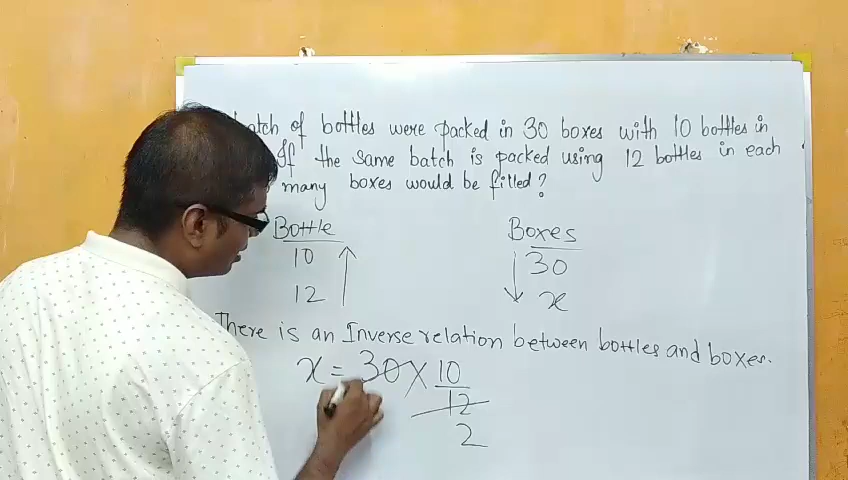 batch of bottles were packed in 30 boxes with 10 bottles in
If the same batch is packed using 12 bottles in each
many boxes would be filled?
Bottle Boxes
10 30
12 x
There is an Inverse relation between bottles and boxes.
x = 30 × 10
12
2